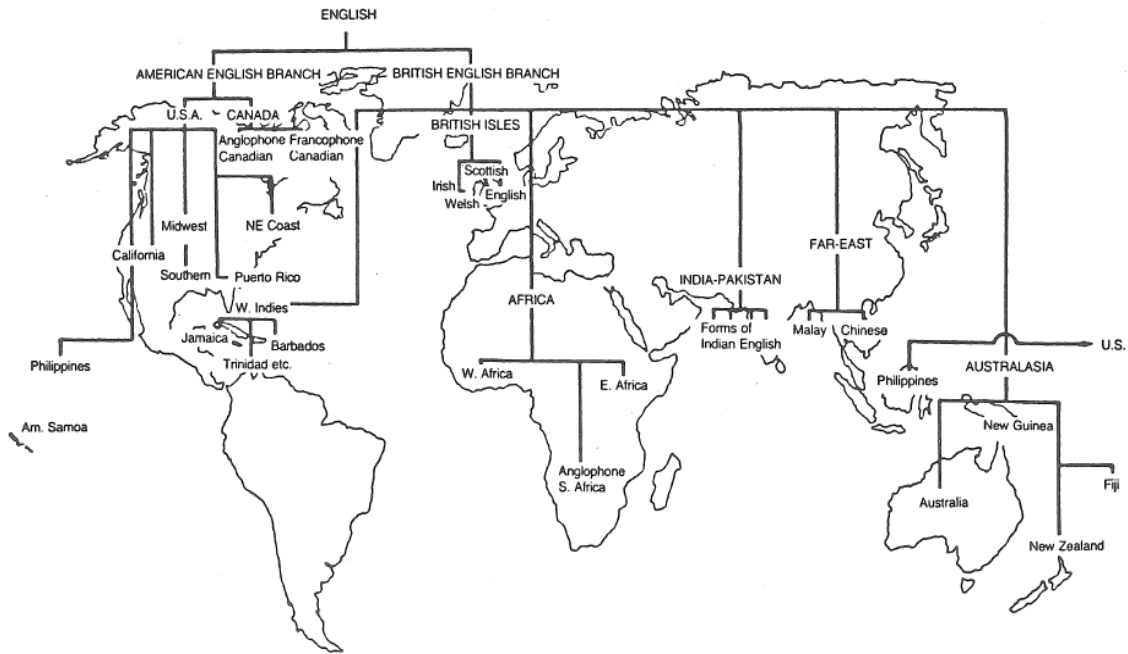 ENGLISH
AMERICAN ENGLISH BRANCH
BRITISH ENGLISH BRANCH
U.S.A.
CANADA
BRITISH ISLES
Anglophone
Canadian
Francophone
Canadian
Scottish
Irish
English
Welsh
Midwest
NE Coast
California
Southern
Puerto Rico
W. Indies
Jamaica
Barbados
Trinidad etc.
Philippines
Am. Samoa
AFRICA
W. Africa
E. Africa
Anglophone
S. Africa
INDIA-PAKISTAN
Forms of
Indian English
FAR-EAST
Malay
Chinese
U.S.
Philippines
AUSTRALASIA
New Guinea
Australia
Fiji
New Zealand